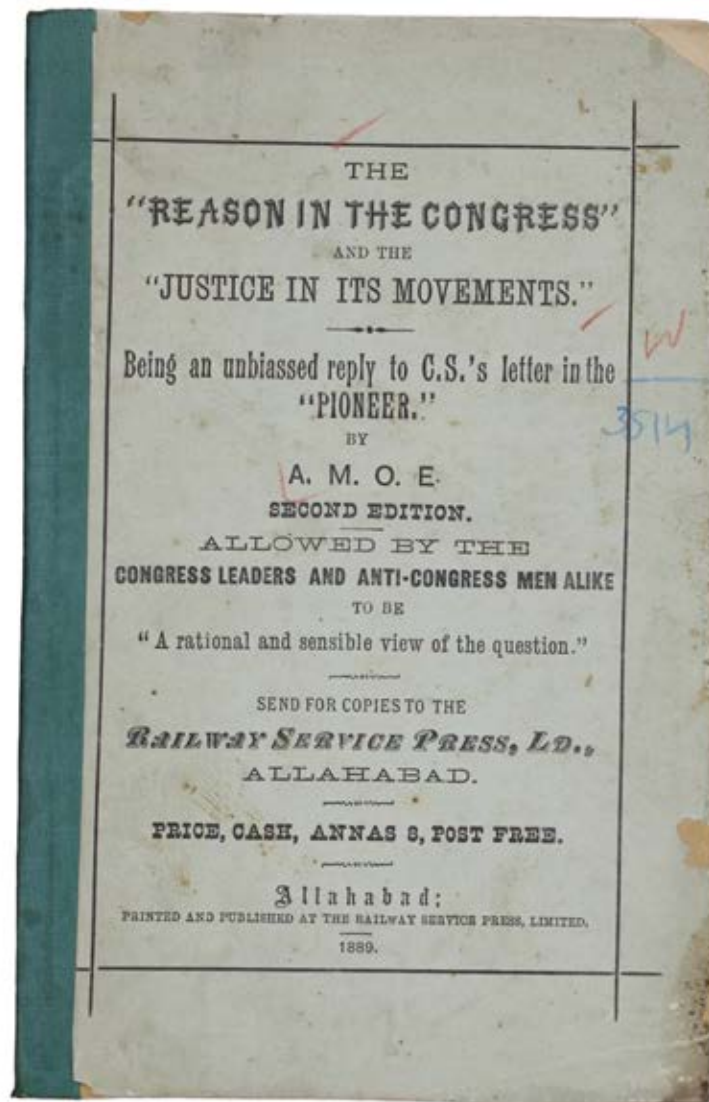 THE
"REASON IN THE CONGRESS"
AND THE
"JUSTICE IN ITS MOVEMENTS."
Being an unbiassed reply to C.S.'s letter in the
"PIONEER."
BY
A. M. O. E.
SECOND EDITION.
ALLOWED BY THE
CONGRESS LEADERS AND ANTI-CONGRESS MEN ALIKE
TO BE
"A rational and sensible view of the question."
SEND FOR COPIES TO THE
RAILWAY SERVICE PRESS, LD.,
ALLAHABAD.
PRICE, CASH, ANNAS 8, POST FREE.
Allahabad:
PRINTED AND PUBLISHED AT THE RAILWAY SERVICE PRESS, LIMITED.
1889.